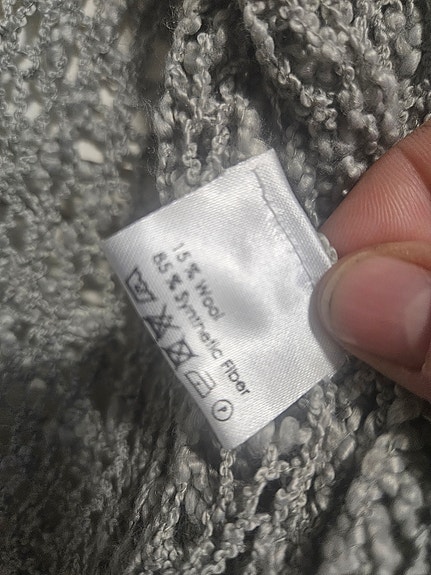 15 % Wool
85 % Synthetic Fiber
P